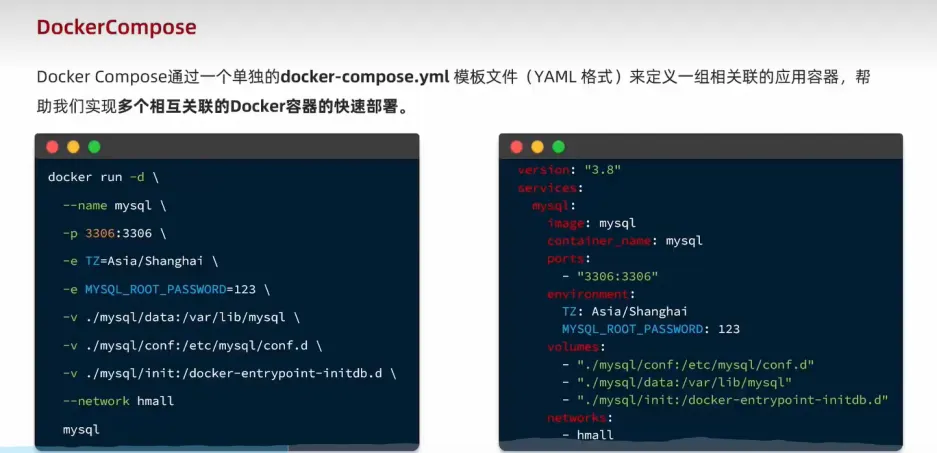 DockerCompose
Docker Compose通过一个单独的docker-compose.yml 模板文件（YAML 格式）来定义一组相关联的应用容器，帮
助我们实现多个相互关联的Docker容器的快速部署。
docker run -d \
--name mysql \
-p 3306:3306 \
-e TZ=Asia/Shanghai \
-e MYSQL_ROOT_PASSWORD=123 \
-v ./mysql/data:/var/lib/mysql \
-v ./mysql/conf:/etc/mysql/conf.d \
-v ./mysql/init:/docker-entrypoint-initdb.d \
--network hmall
mysql
version: "3.8"
services:
mysql:
image: mysql
container_name: mysql
ports:
- "3306:3306"
environment:
TZ: Asia/Shanghai
MYSQL_ROOT_PASSWORD: 123
volumes:
- "./mysql/conf:/etc/mysql/conf.d"
- "./mysql/data:/var/lib/mysql"
- "./mysql/init:/docker-entrypoint-initdb.d"
networks:
- hmall